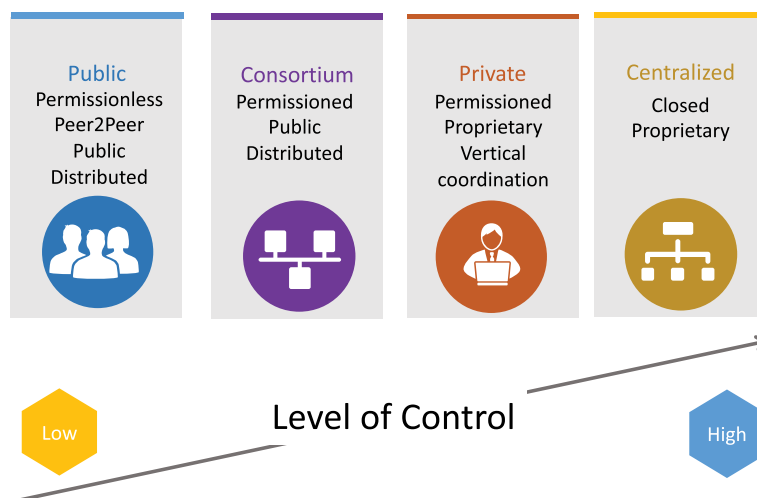 Public
Permissionless
Peer2Peer
Public
Distributed
Consortium
Permissioned
Public
Distributed
Private
Permissioned
Proprietary
Vertical
coordination
Centralized
Closed
Proprietary
Level of Control
Low
High